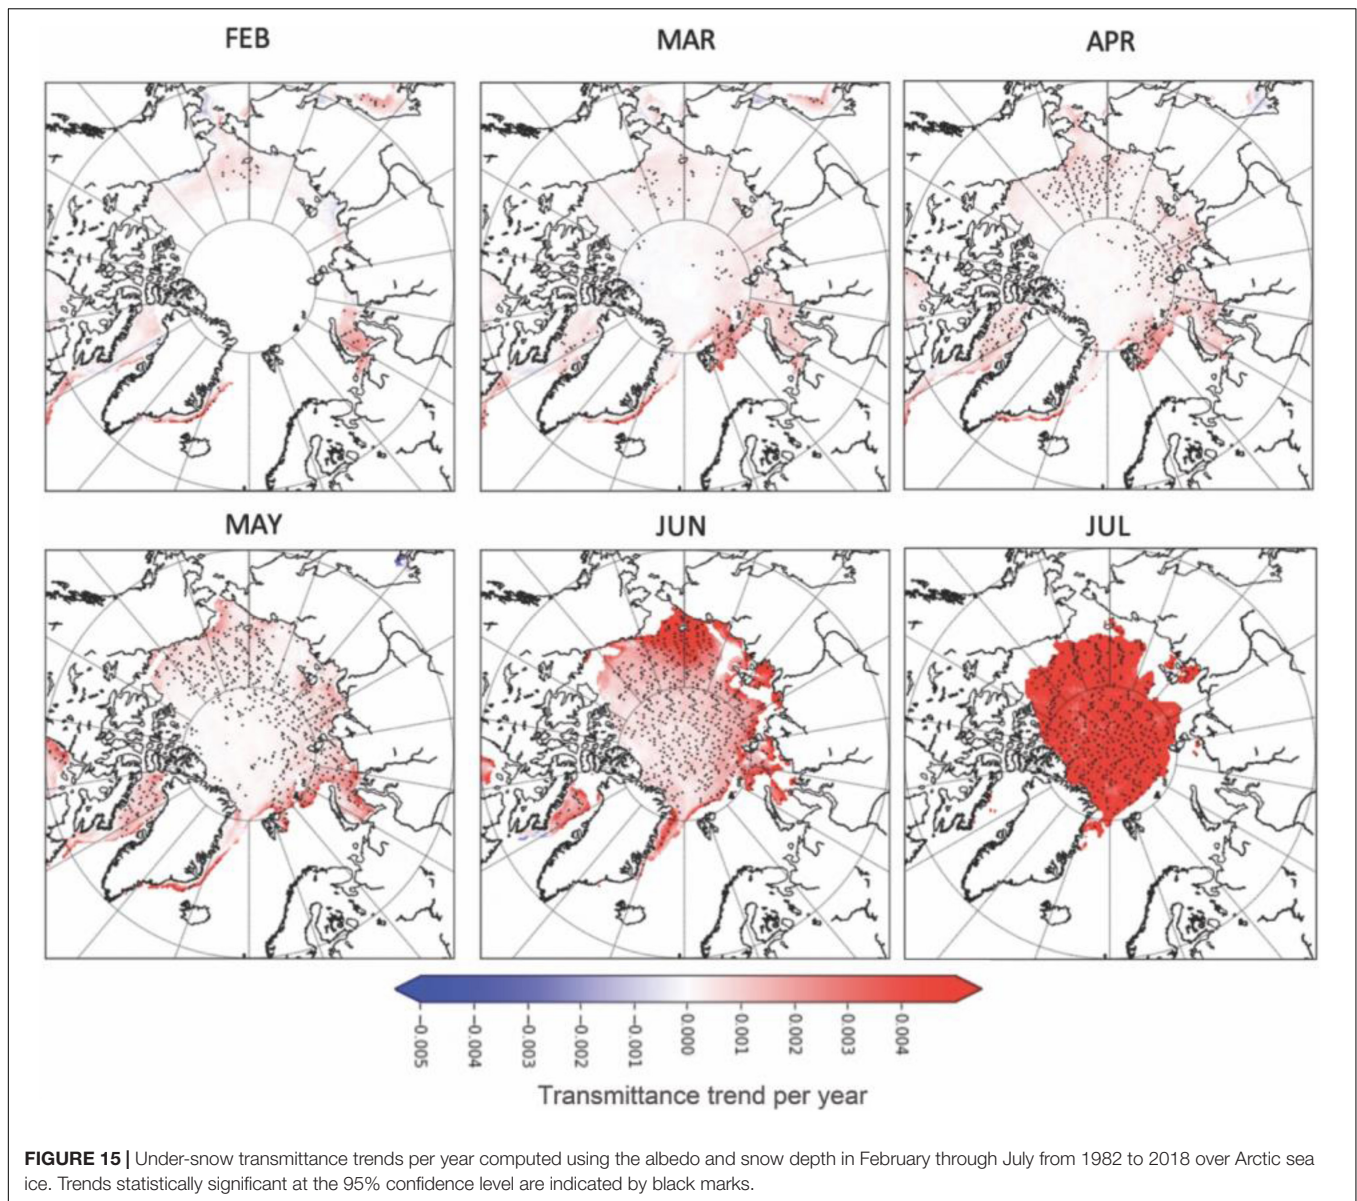 FEB MAR APR
MAY JUN JUL
−0.005 −0.004 −0.003 −0.002 −0.001 0.000 0.001 0.002 0.003 0.004
Transmittance trend per year
FIGURE 15 | Under-snow transmittance trends per year computed using the albedo and snow depth in February through July from 1982 to 2018 over Arctic sea
ice. Trends statistically significant at the 95% confidence level are indicated by black marks.